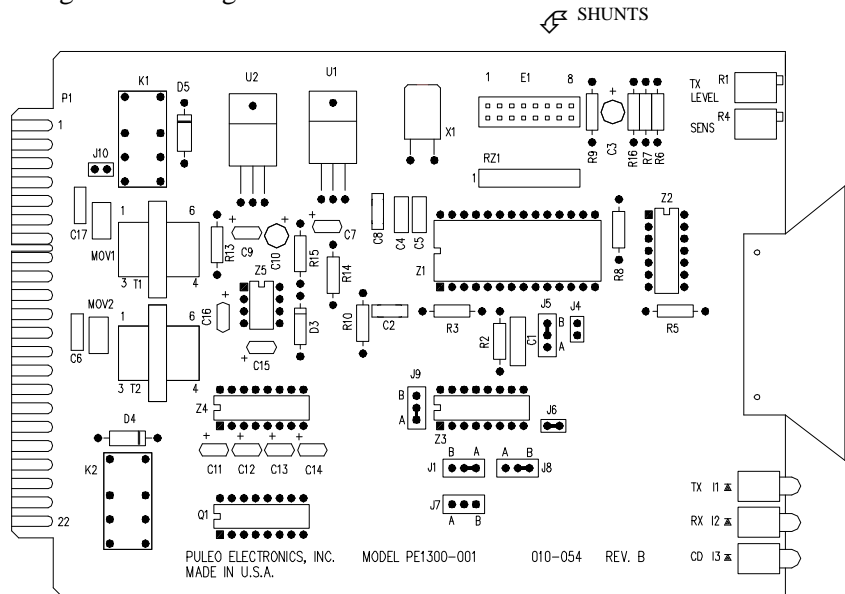 SHUNTS
P1
1
22
K1
D5
U2
U1
X1
1 E1 8
R9
C3
R16
R7
R6
TX
LEVEL
R1
SENS
R4
J10
C17
MOV1
1 6
3 T1 4
R13
C9
C10
R15
C7
R14
C8
C4
C5
RZ1
1
Z1
R8
Z2
MOV2
C6
1 6
3 T2 4
C16
Z5
C15
D3
R10
C2
R3
R2
C1
J5
B
A
J4
R5
D4
K2
Z4
C11
C12
C13
C14
Q1
J9
B
A
Z3
J6
B A
J1
A B
J8
J7
A B
TX I1
RX I2
CD I3
PULEO ELECTRONICS, INC. MODEL PE1300-001 010-054 REV. B
MADE IN U.S.A.